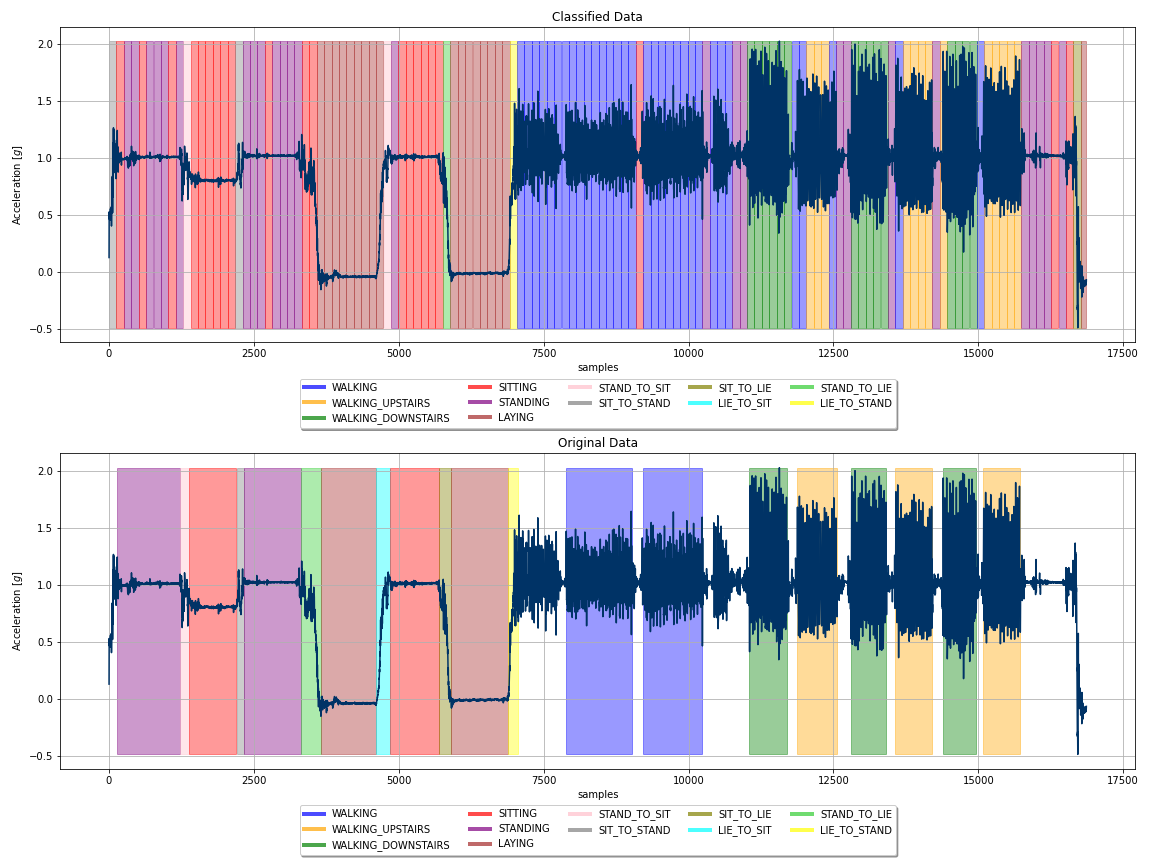 Classified Data
2.0
1.5
1.0
0.5
0.0
−0.5
Acceleration [g]
0 2500 5000 7500 10000 12500 15000 17500
samples
WALKING SITTING STAND_TO_SIT SIT_TO_LIE STAND_TO_LIE
WALKING_UPSTAIRS STANDING SIT_TO_STAND LIE_TO_SIT LIE_TO_STAND
WALKING_DOWNSTAIRS LAYING
Original Data
2.0
1.5
1.0
0.5
0.0
−0.5
Acceleration [g]
0 2500 5000 7500 10000 12500 15000 17500
samples
WALKING SITTING STAND_TO_SIT SIT_TO_LIE STAND_TO_LIE
WALKING_UPSTAIRS STANDING SIT_TO_STAND LIE_TO_SIT LIE_TO_STAND
WALKING_DOWNSTAIRS LAYING